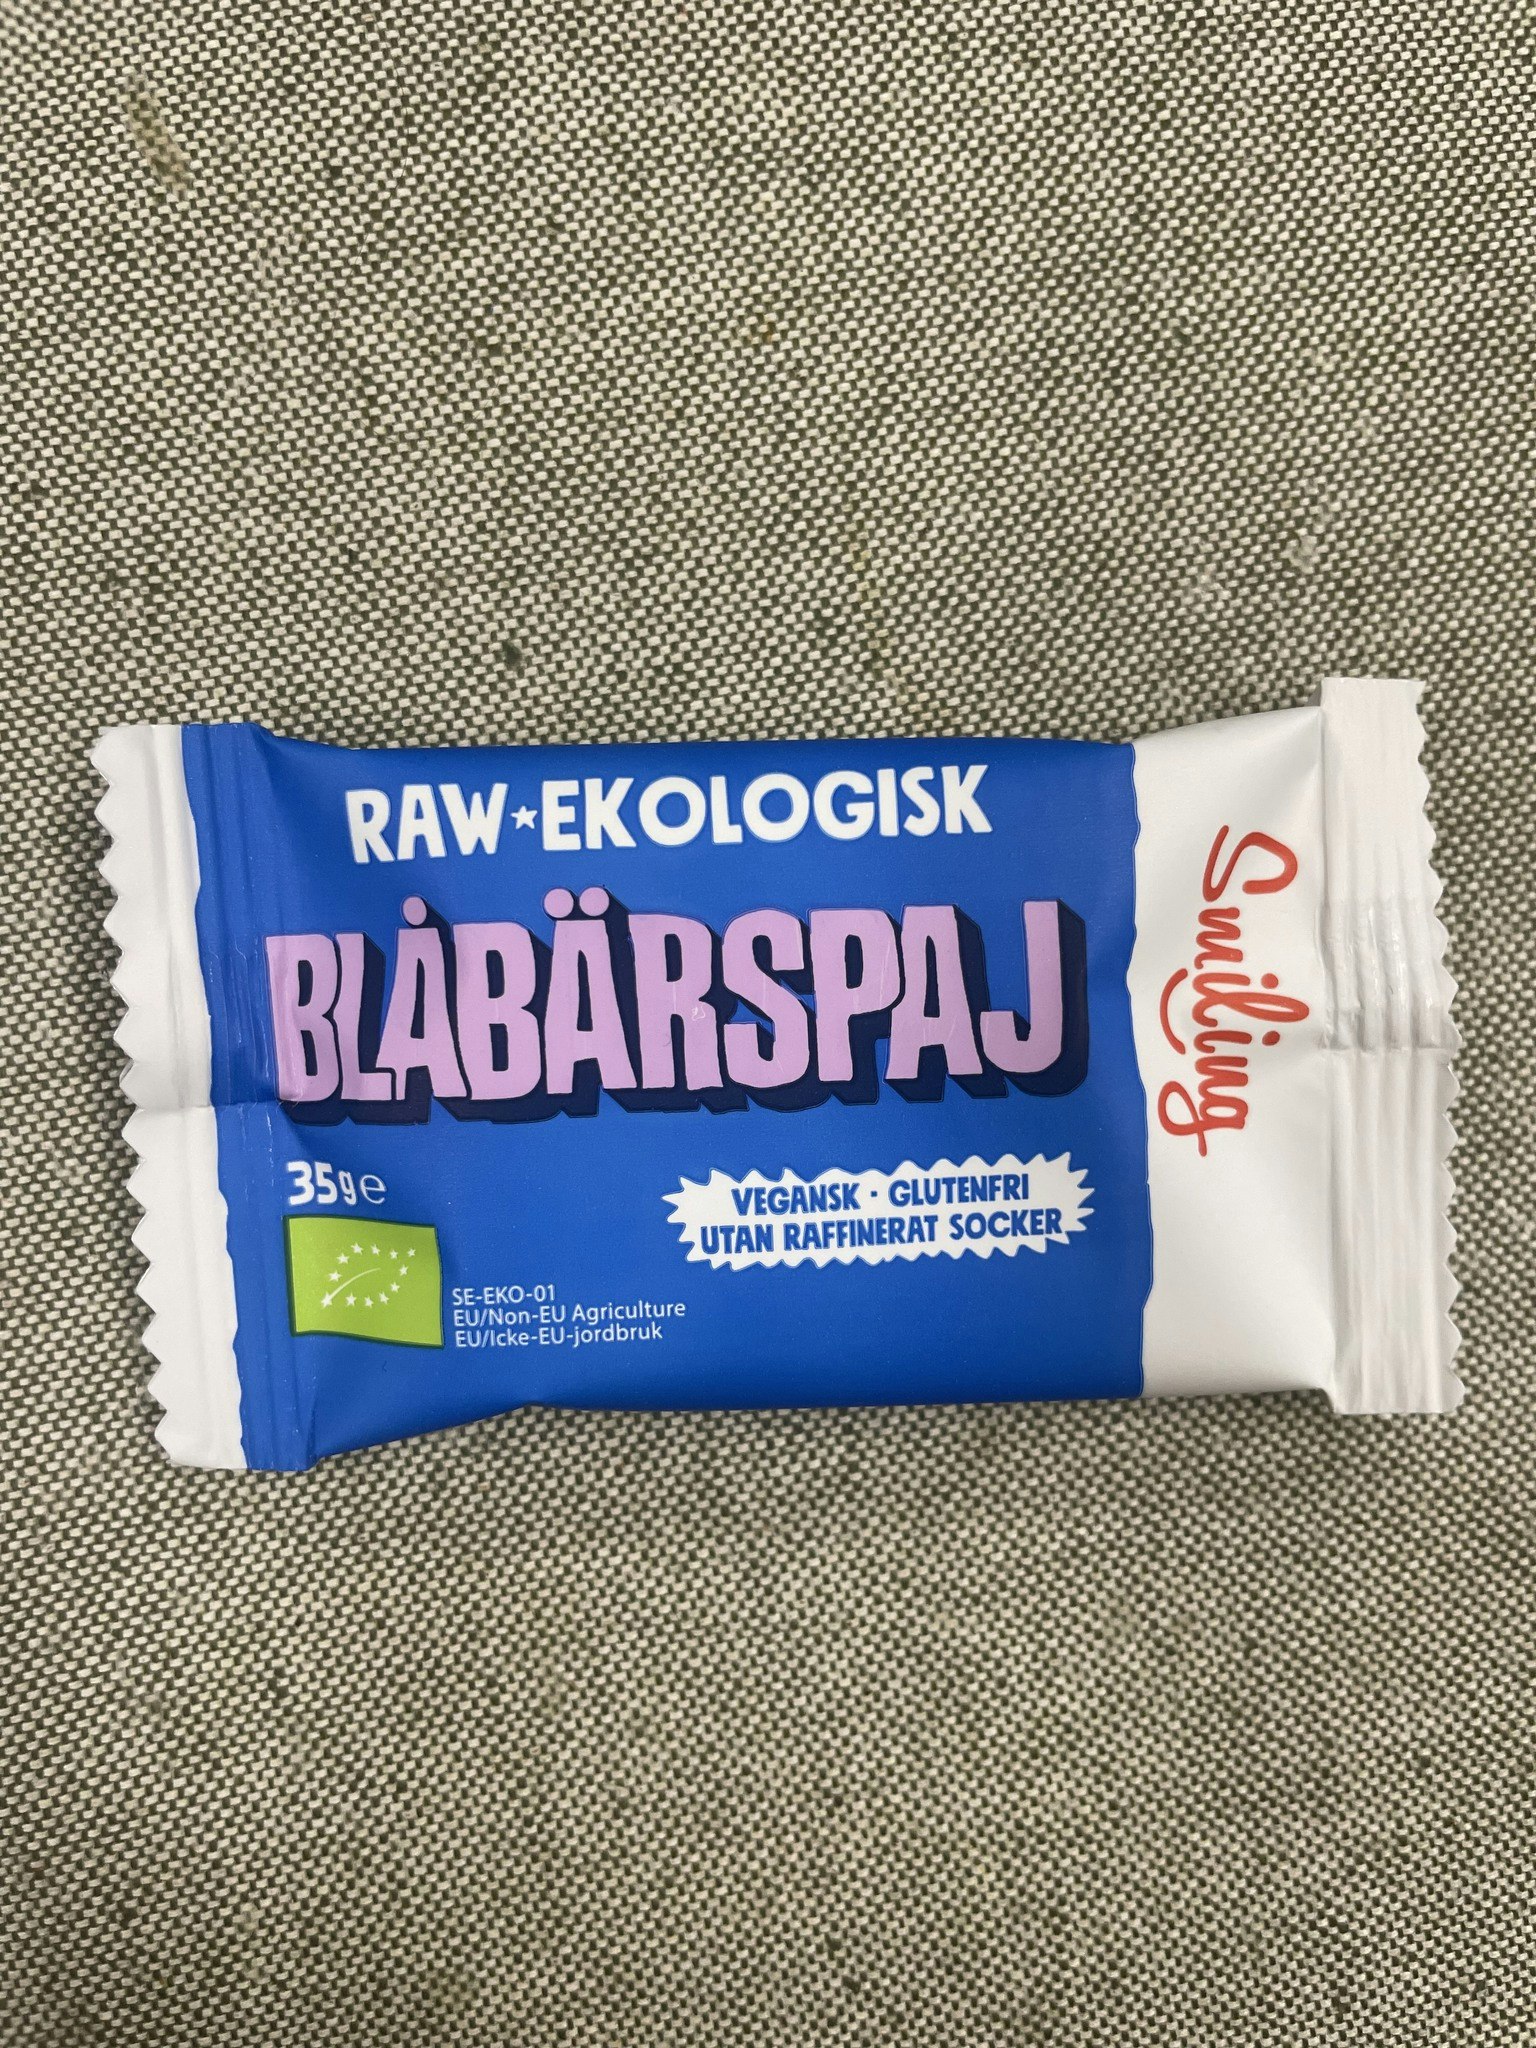 RAW★EKOLOGISK
BLÅBÄRSPAJ
35g℮
VEGANSK · GLUTENFRI
UTAN RAFFINERAT SOCKER
SE-EKO-01
EU/Non-EU Agriculture
EU/Icke-EU-jordbruk
Smiling